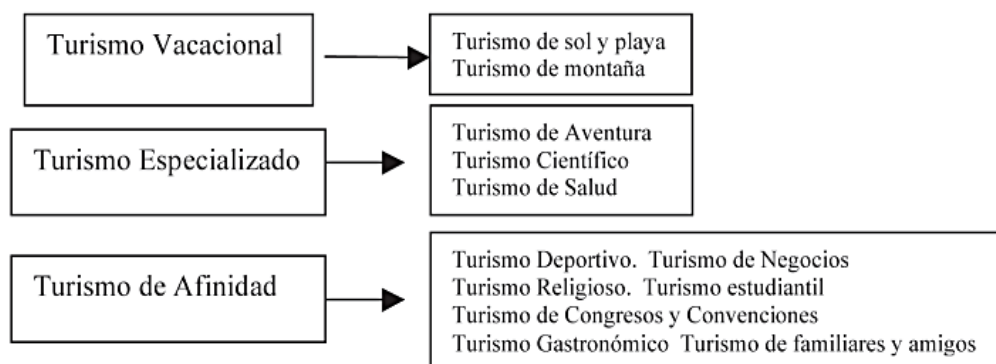 Turismo Vacacional
Turismo de sol y playa
Turismo de montaña
Turismo Especializado
Turismo de Aventura
Turismo Científico
Turismo de Salud
Turismo de Afinidad
Turismo Deportivo. Turismo de Negocios
Turismo Religioso. Turismo estudiantil
Turismo de Congresos y Convenciones
Turismo Gastronómico Turismo de familiares y amigos